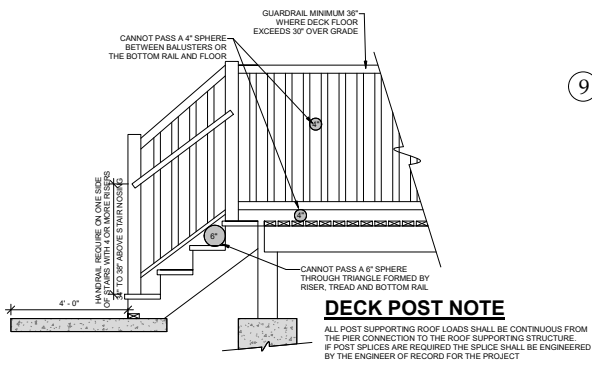 GUARDRAIL MINIMUM 36"
WHERE DECK FLOOR
EXCEEDS 30" OVER GRADE
CANNOT PASS A 4" SPHERE
BETWEEN BALUSTERS OR
THE BOTTOM RAIL AND FLOOR
9
4"
4"
6"
HANDRAIL REQUIRE ON ONE SIDE
OF STAIRS WITH 4 OR MORE RISERS
34" TO 38" ABOVE STAIR NOSING
4' - 0"
CANNOT PASS A 6" SPHERE
THROUGH TRIANGLE FORMED BY
RISER, TREAD AND BOTTOM RAIL
DECK POST NOTE
ALL POST SUPPORTING ROOF LOADS SHALL BE CONTINUOUS FROM
THE PIER CONNECTION TO THE ROOF SUPPORTING STRUCTURE.
IF POST SPLICES ARE REQUIRED THE SPLICE SHALL BE ENGINEERED
BY THE ENGINEER OF RECORD FOR THE PROJECT